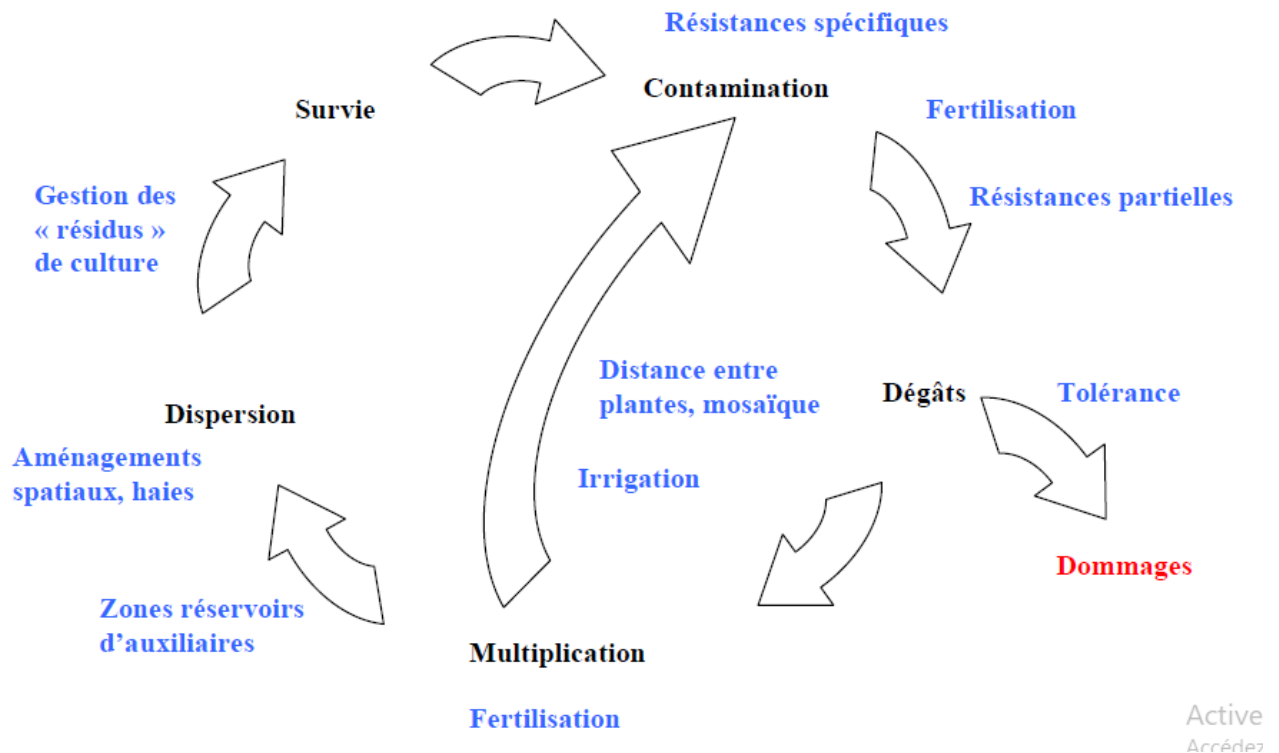 Résistances spécifiques
Contamination
Survie
Fertilisation
Gestion des
« résidus »
de culture
Résistances partielles
Distance entre
plantes, mosaïque
Dégâts
Tolérance
Dispersion
Aménagements
spatiaux, haies
Irrigation
Dommages
Zones réservoirs
d’auxiliaires
Multiplication
Fertilisation
Active
Accédez